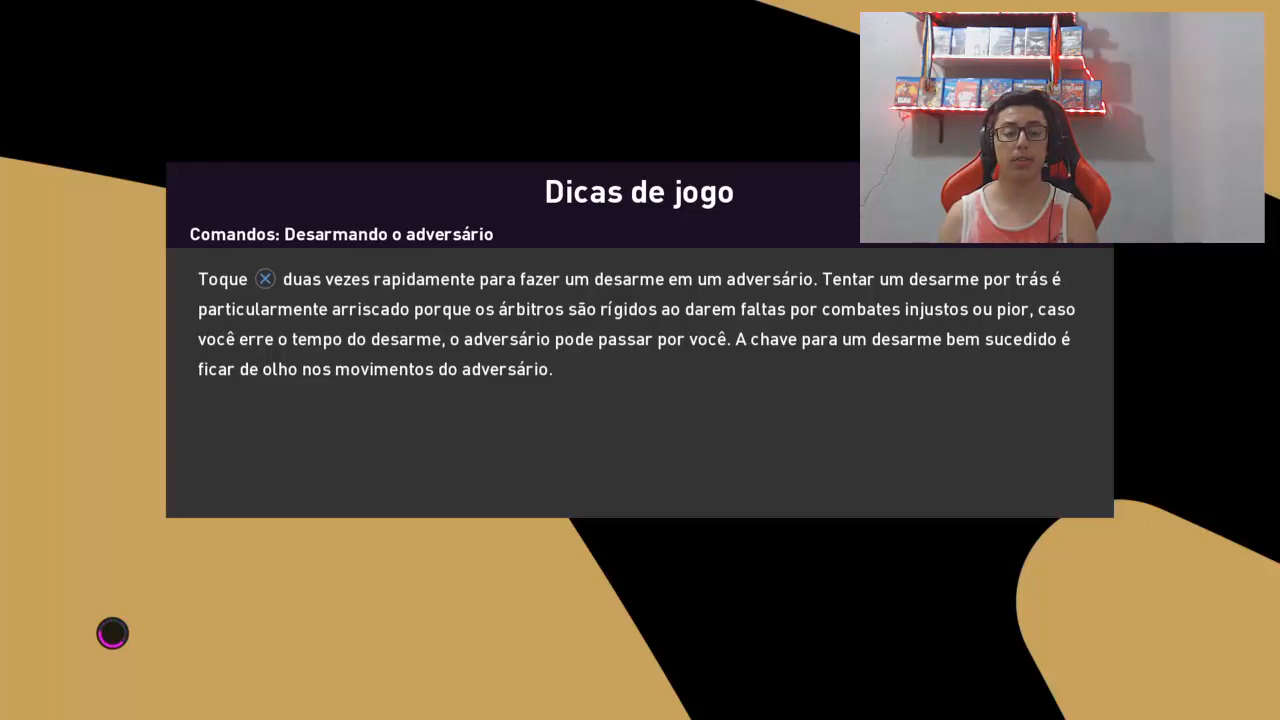 Dicas de jogo
Comandos: Desarmando o adversário
Toque ⓧ duas vezes rapidamente para fazer um desarme em um adversário. Tentar um desarme por trás é
particularmente arriscado porque os árbitros são rígidos ao darem faltas por combates injustos ou pior, caso
você erre o tempo do desarme, o adversário pode passar por você. A chave para um desarme bem sucedido é
ficar de olho nos movimentos do adversário.